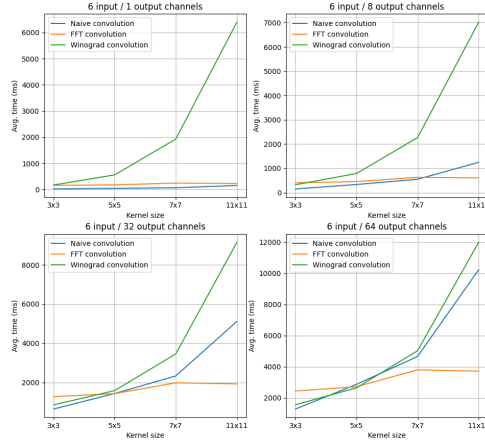 6 input / 1 output channels
Naive convolution
FFT convolution
Winograd convolution
6000
5000
4000
3000
2000
1000
0
Avg. time (ms)
3x3
5x5
7x7
11x11
Kernel size
6 input / 8 output channels
Naive convolution
FFT convolution
Winograd convolution
7000
6000
5000
4000
3000
2000
1000
0
Avg. time (ms)
3x3
5x5
7x7
11x1
Kernel size
6 input / 32 output channels
Naive convolution
FFT convolution
Winograd convolution
8000
6000
4000
2000
Avg. time (ms)
3x3
5x5
7x7
11x11
Kernel size
6 input / 64 output channels
Naive convolution
FFT convolution
Winograd convolution
12000
10000
8000
6000
4000
2000
Avg. time (ms)
3x3
5x5
7x7
11x1
Kernel size